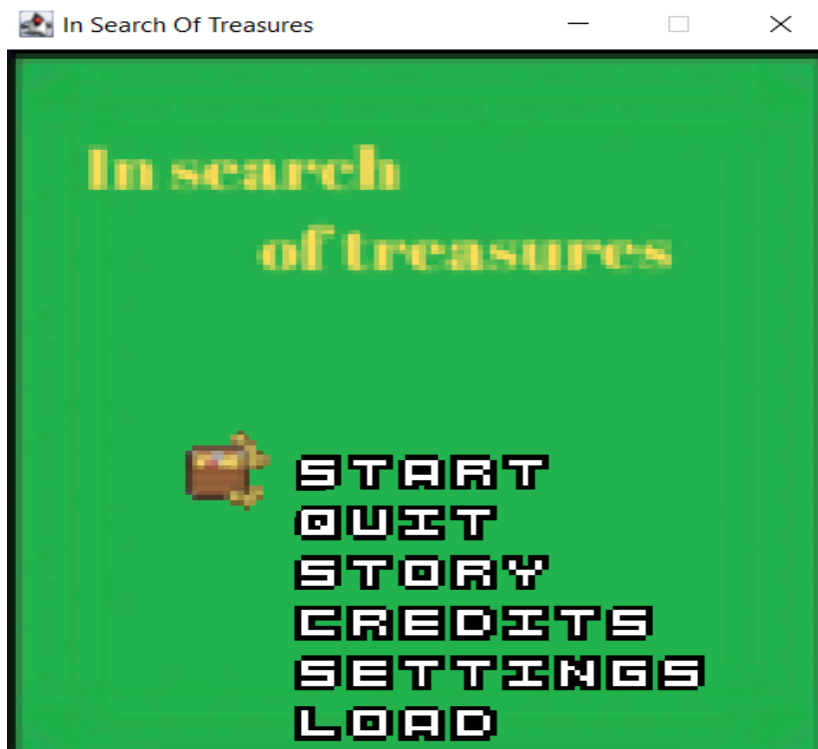 In Search Of Treasures
In search
of treasures
START
QUIT
STORY
CREDITS
SETTINGS
LOAD